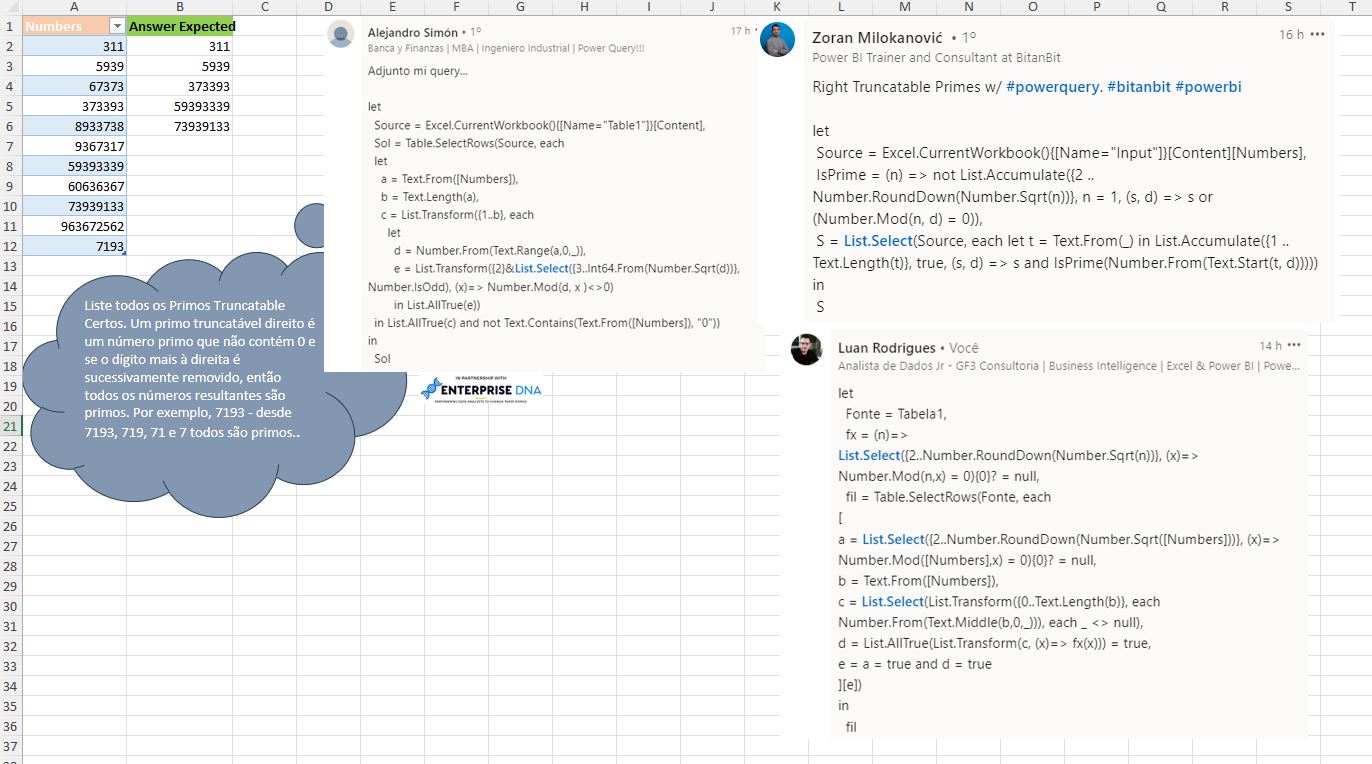 A B C D E F G H I J K L M N O P Q R S T
1 Numbers Answer Expected
2 311 311
3 5939 5939
4 67373 373393
5 373393 59393339
6 8933738 73939133
7 9367317
8 59393339
9 60636367
10 73939133
11 963672562
12 7193
13
14
15
16
17
18
19
20
21
22
23
24
25
26
27
28
29
30
31
32
33
34
35
36
37
Liste todos os Primos Truncatable
Certos. Um primo truncatável direito é
um número primo que não contém 0 e
se o dígito mais à direita é
sucessivamente removido, então
todos os números resultantes são
primos. Por exemplo, 7193 - desde
7193, 719, 71 e 7 todos são primos..
Alejandro Simón • 1º 17 h
Banca y Finanzas | MBA | Ingeniero Industrial | Power Query!!!
Adjunto mi query...
let
Source = Excel.CurrentWorkbook(){[Name="Table1"]}[Content],
Sol = Table.SelectRows(Source, each
let
a = Text.From([Numbers]),
b = Text.Length(a),
c = List.Transform({1..b}, each
let
d = Number.From(Text.Range(a,0,_)),
e = List.Transform({2}&List.Select({3..Int64.From(Number.Sqrt(d))},
Number.IsOdd), (x)=> Number.Mod(d, x )<>0)
in List.AllTrue(e))
in List.AllTrue(c) and not Text.Contains(Text.From([Numbers]), "0"))
in
Sol
IN PARTNERSHIP WITH
ENTERPRISE DNA
EMPOWERING DATA ANALYSTS TO CHANGE THEIR WORLD
Zoran Milokanović • 1º 16 h •••
Power BI Trainer and Consultant at BitanBit
Right Truncatable Primes w/ #powerquery. #bitanbit #powerbi
let
Source = Excel.CurrentWorkbook(){[Name="Input"]}[Content][Numbers],
IsPrime = (n) => not List.Accumulate({2 ..
Number.RoundDown(Number.Sqrt(n))}, n = 1, (s, d) => s or
(Number.Mod(n, d) = 0)),
S = List.Select(Source, each let t = Text.From(_) in List.Accumulate({1 ..
Text.Length(t)}, true, (s, d) => s and IsPrime(Number.From(Text.Start(t, d)))))
in
S
Luan Rodrigues • Você 14 h •••
Analista de Dados Jr - GF3 Consultoria | Business Intelligence | Excel & Power BI | Powe...
let
Fonte = Tabela1,
fx = (n)=>
List.Select({2..Number.RoundDown(Number.Sqrt(n))}, (x)=>
Number.Mod(n,x) = 0){0}? = null,
fil = Table.SelectRows(Fonte, each
[
a = List.Select({2..Number.RoundDown(Number.Sqrt([Numbers]))}, (x)=>
Number.Mod([Numbers],x) = 0){0}? = null,
b = Text.From([Numbers]),
c = List.Select(List.Transform({0..Text.Length(b)}, each
Number.From(Text.Middle(b,0,_))), each _ <> null),
d = List.AllTrue(List.Transform(c, (x)=> fx(x))) = true,
e = a = true and d = true
][e])
in
fil